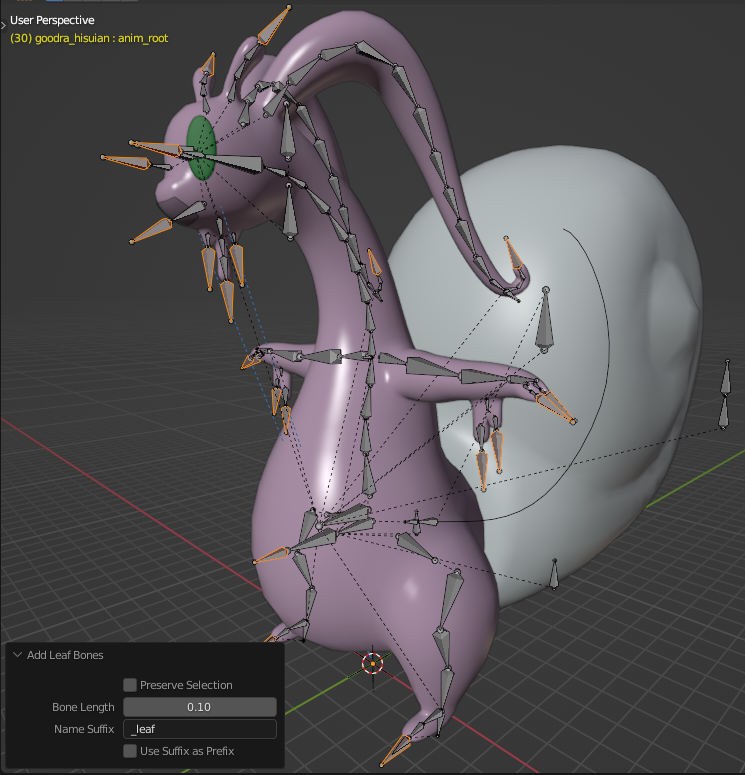 User Perspective
(30) goodra_hisuian : anim_root
Add Leaf Bones
Preserve Selection
Bone Length 0.10
Name Suffix _leaf
Use Suffix as Prefix